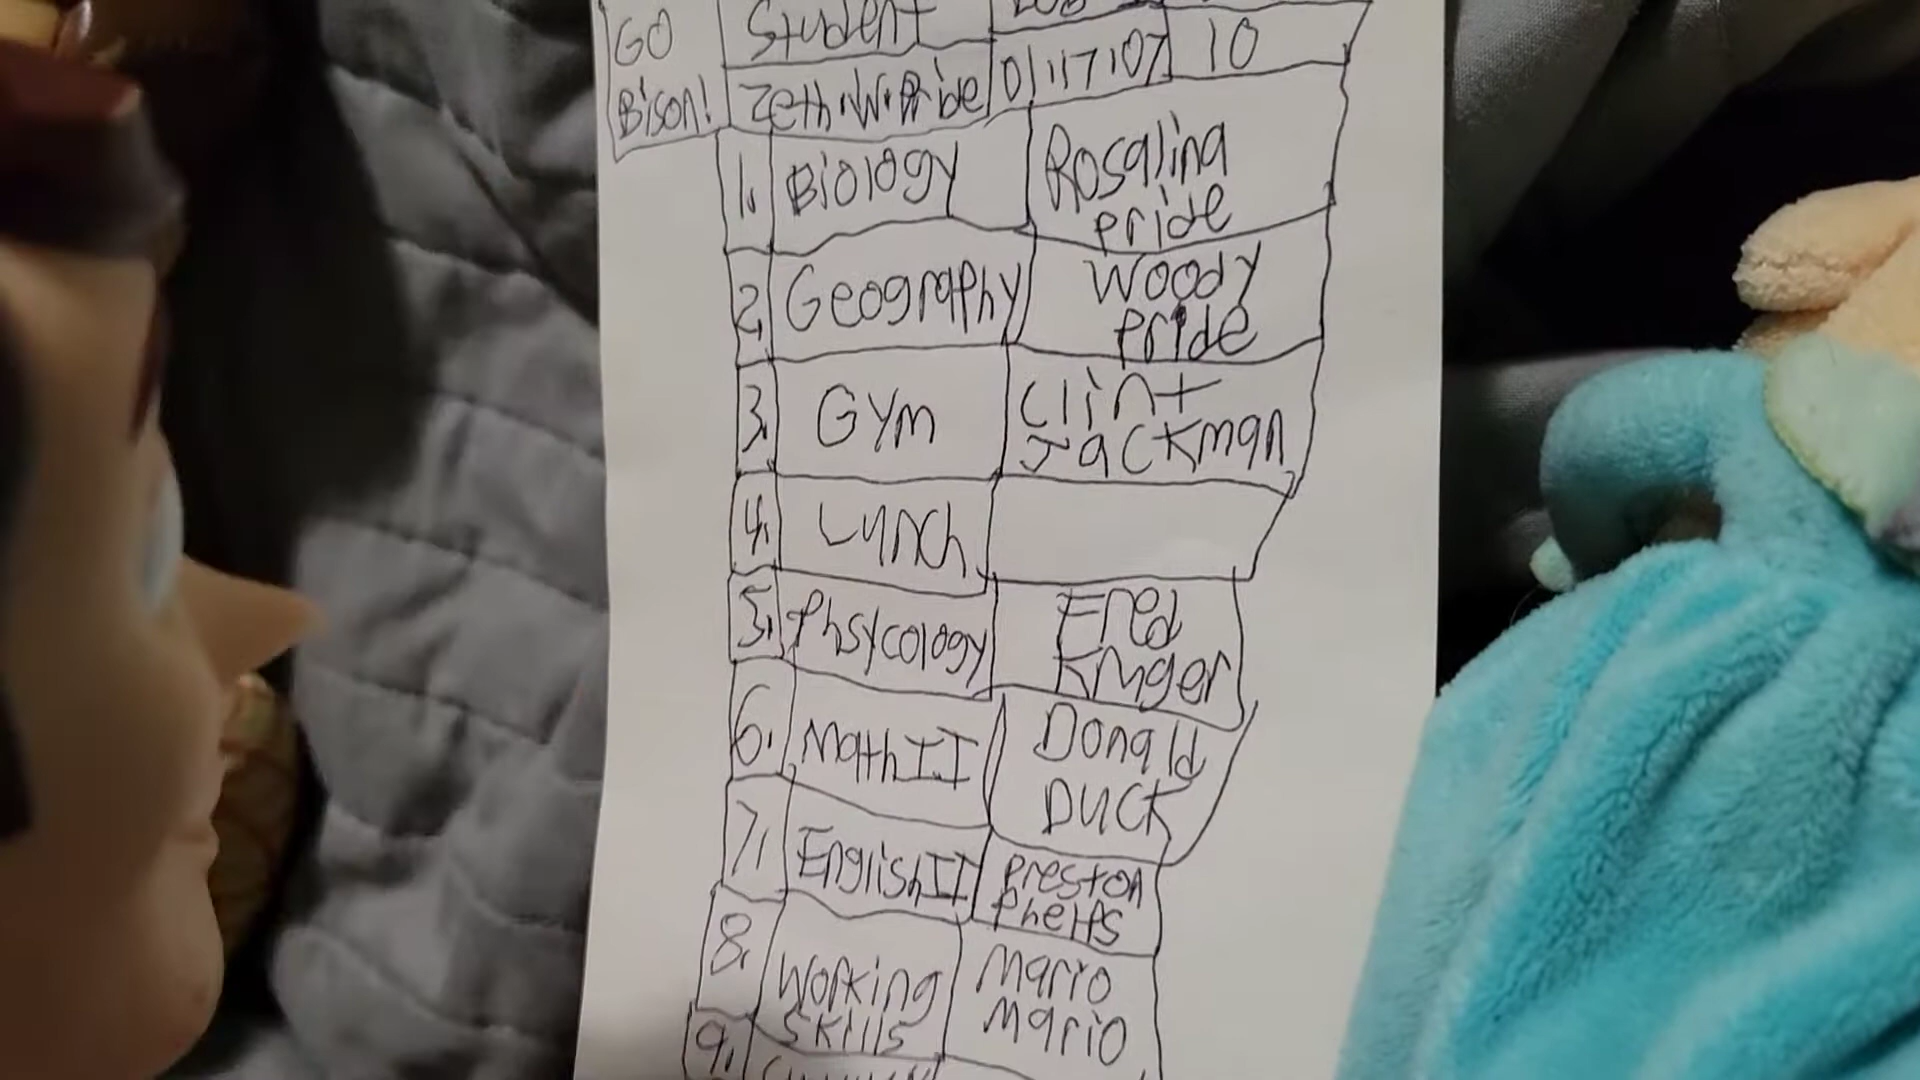 GO
Bison!
Student
Zeth.W.Pride
01/17/07
10
1. Biology
Rosalina
pride
2. Geography
Woody
pride
3. Gym
Clint
Jackman
4. Lunch
5. Phsycology
Fred
Kruger
6. Math II
Donald
Duck
7. English II
preston
phelps
8. Working
skills
Mario
Mario
9.